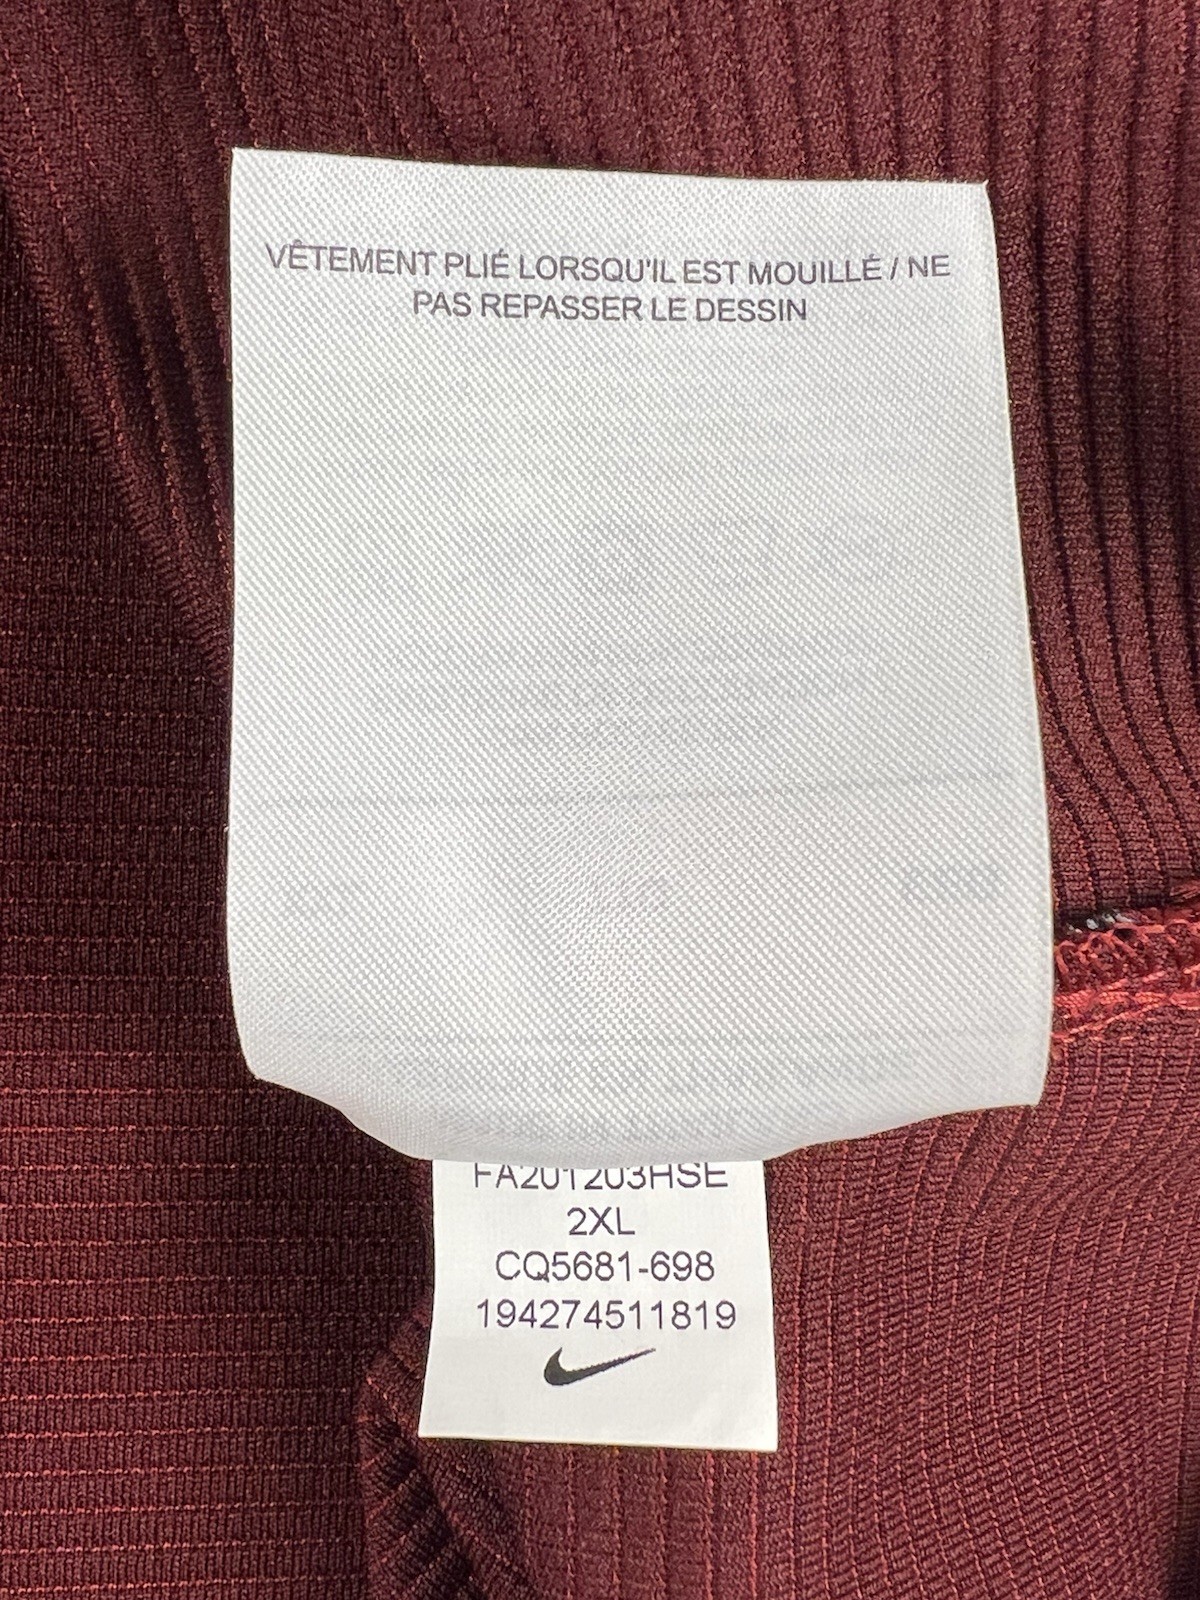 VÊTEMENT PLIÉ LORSQU'IL EST MOUILLÉ / NE
PAS REPASSER LE DESSIN
FA201203HSE
2XL
CQ5681-698
194274511819